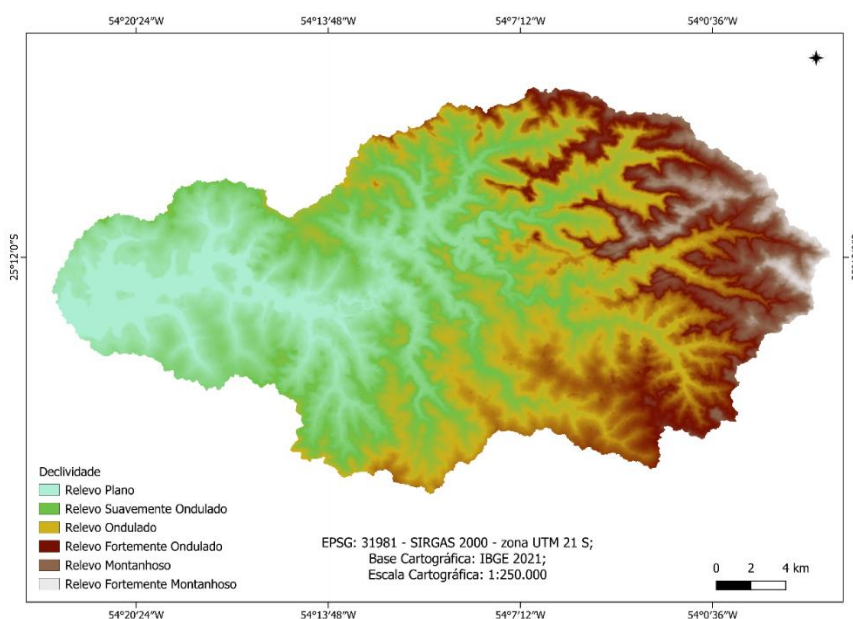 54°20′24″W 54°13′48″W 54°7′12″W 54°0′36″W
25°12′0″S
Declividade
Relevo Plano
Relevo Suavemente Ondulado
Relevo Ondulado
Relevo Fortemente Ondulado
Relevo Montanhoso
Relevo Fortemente Montanhoso
EPSG: 31981 - SIRGAS 2000 - zona UTM 21 S;
Base Cartográfica: IBGE 2021;
Escala Cartográfica: 1:250.000
0 2 4 km
54°20′24″W 54°13′48″W 54°7′12″W 54°0′36″W